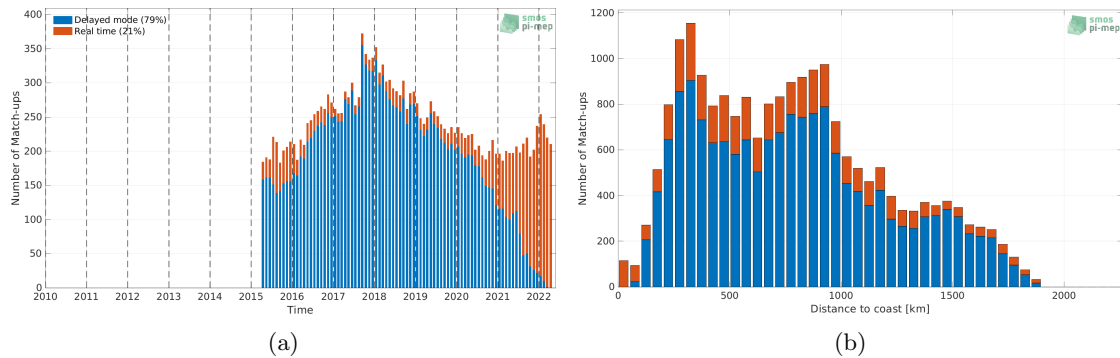 Delayed mode (79%)
Real time (21%)
smos
pi-mep
Number of Match-ups
400
350
300
250
200
150
100
50
0
2010 2011 2012 2013 2014 2015 2016 2017 2018 2019 2020 2021 2022
Time
(a)
smos
pi-mep
Number of Match-ups
1200
1000
800
600
400
200
0
0 500 1000 1500 2000
Distance to coast [km]
(b)